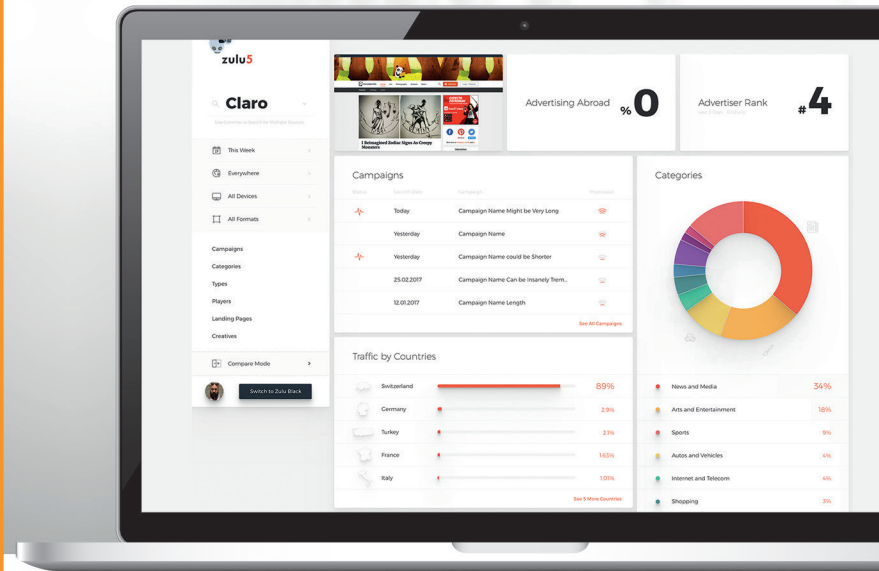 zulu5
Claro
This Week
Everywhere
All Devices
All Formats
Campaigns
Categories
Types
Players
Landing Pages
Creatives
Compare Mode
Switch to Zulu Black
I Reimagined Zodiac Signs As Creepy
Monsters
Advertising Abroad %0
Advertiser Rank #4
Campaigns
Status Launch Date Campaign
Today Campaign Name Might be Very Long
Yesterday Campaign Name
Yesterday Campaign Name could be Shorter
25.02.2017 Campaign Name Can be Insanely Trem...
12.01.2017 Campaign Name Length
See All Campaigns
Traffic by Countries
Switzerland 89%
Germany 2.9%
Turkey 2.1%
France 1.63%
Italy 1.01%
See 5 More Countries
Categories
News and Media 34%
Arts and Entertainment 18%
Sports 9%
Autos and Vehicles 4%
Internet and Telecom 4%
Shopping 3%